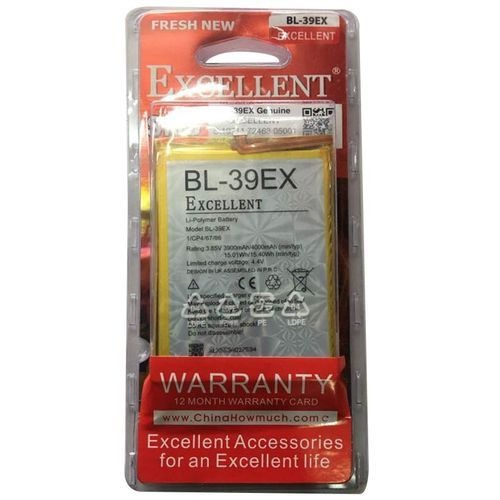 FRESH NEW
BL-39EX
EXCELLENT
EXCELLENT®
-39EX Genuine
EXCELLENT
BL-39EX
EXCELLENT
Li-Polymer Battery
Model BL-39EX
1/CP4/67/86
Rating 3.85V 3900mAh/4000mAh (min/typ)
15.01Wh/15.40Wh (min/typ)
Limited charge voltage: 4.4V
DESIGN IN UK ASSEMBLED IN P.R.C
PE
LDPE
WARRANTY
12 MONTH WARRANTY CARD
www.ChinaHowmuch.com
Excellent Accessories
for an Excellent life